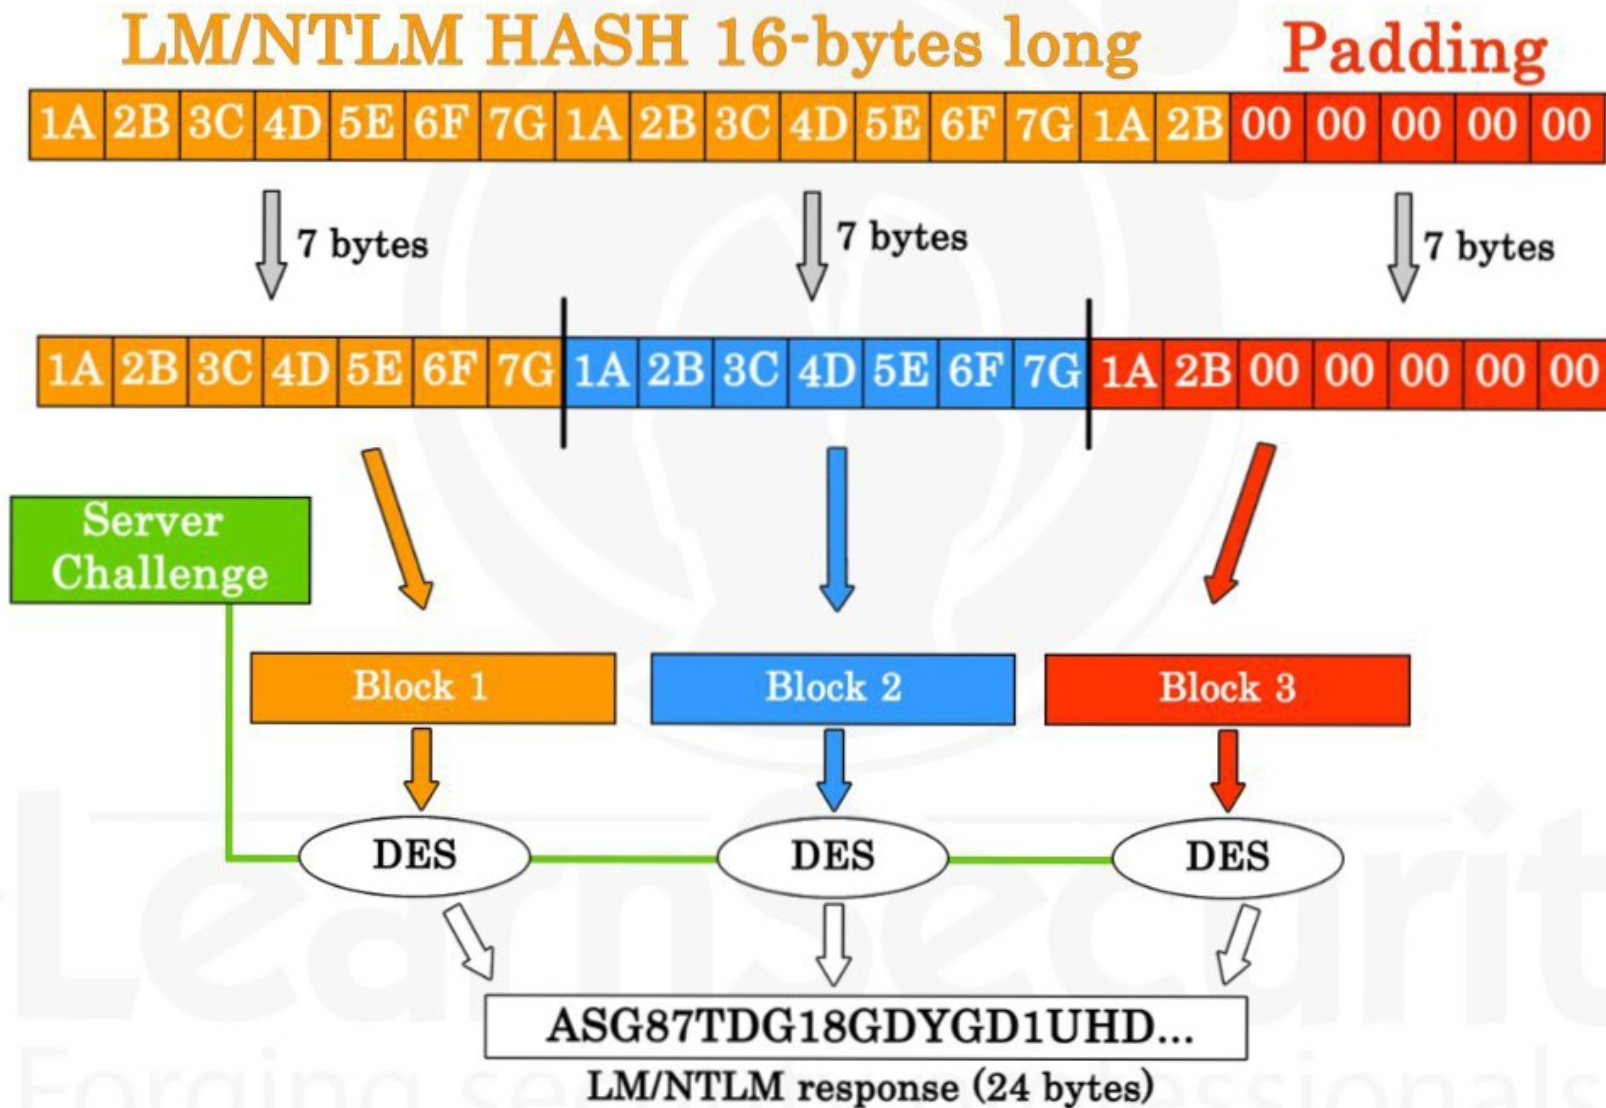 LM/NTLM HASH 16-bytes long Padding
1A 2B 3C 4D 5E 6F 7G 1A 2B 3C 4D 5E 6F 7G 1A 2B 00 00 00 00 00
7 bytes 7 bytes 7 bytes
1A 2B 3C 4D 5E 6F 7G 1A 2B 3C 4D 5E 6F 7G 1A 2B 00 00 00 00 00
Server
Challenge
Block 1 Block 2 Block 3
DES DES DES
ASG87TDG18GDYGD1UHD...
LM/NTLM response (24 bytes)
LearnSecurit
Forging se